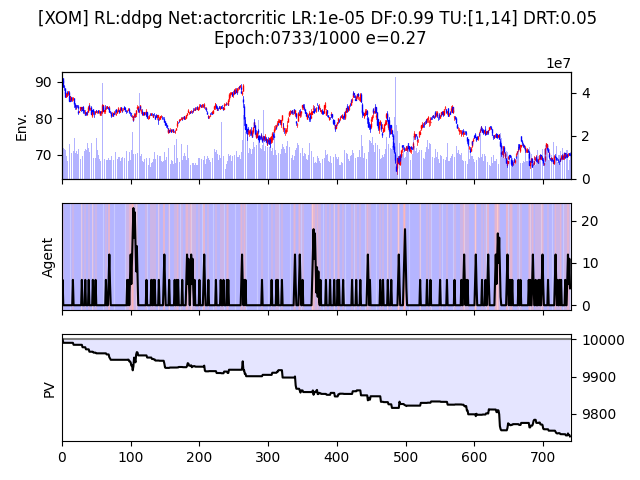 [XOM] RL:ddpg Net:actorcritic LR:1e-05 DF:0.99 TU:[1,14] DRT:0.05
Epoch:0733/1000 e=0.27
1e7
90
80
70
Env.
4
2
0
Agent
20
10
0
PV
10000
9900
9800
0 100 200 300 400 500 600 700